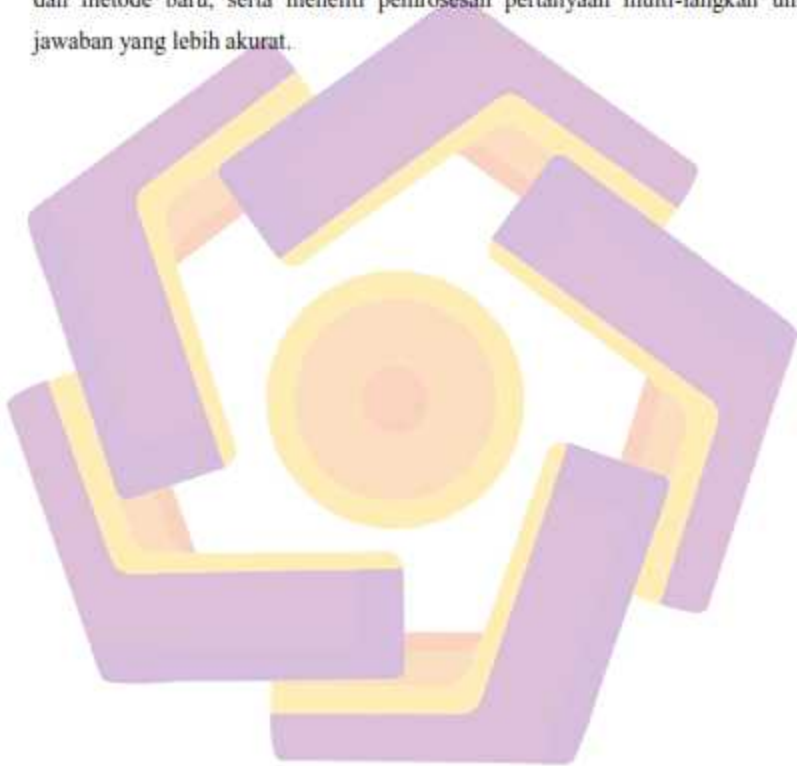 dan metode baru, serta meneliti pemrosesan pertanyaan multi-langkah
jawaban yang lebih akurat.